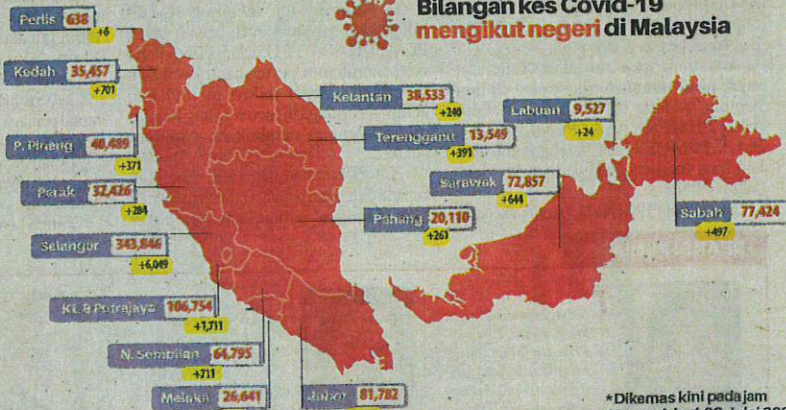 Bilangan kes Covid-19
mengikut negeri di Malaysia
Perlis 638
+6
Kedah 35,457
+701
Kelantan 38,533
+240
Labuan 9,527
+24
P. Pinang 40,489
+371
Terengganu 13,549
+391
Perak 32,426
+284
Sarawak 72,857
+644
Pahang 20,110
+261
Sabah 77,424
+497
Selangor 343,846
+6,049
KL & Putrajaya 106,754
+1,711
N. Sembilan 64,795
+711
Melaka 26,641
Johor 81,782
*Dikemas kini pada jam